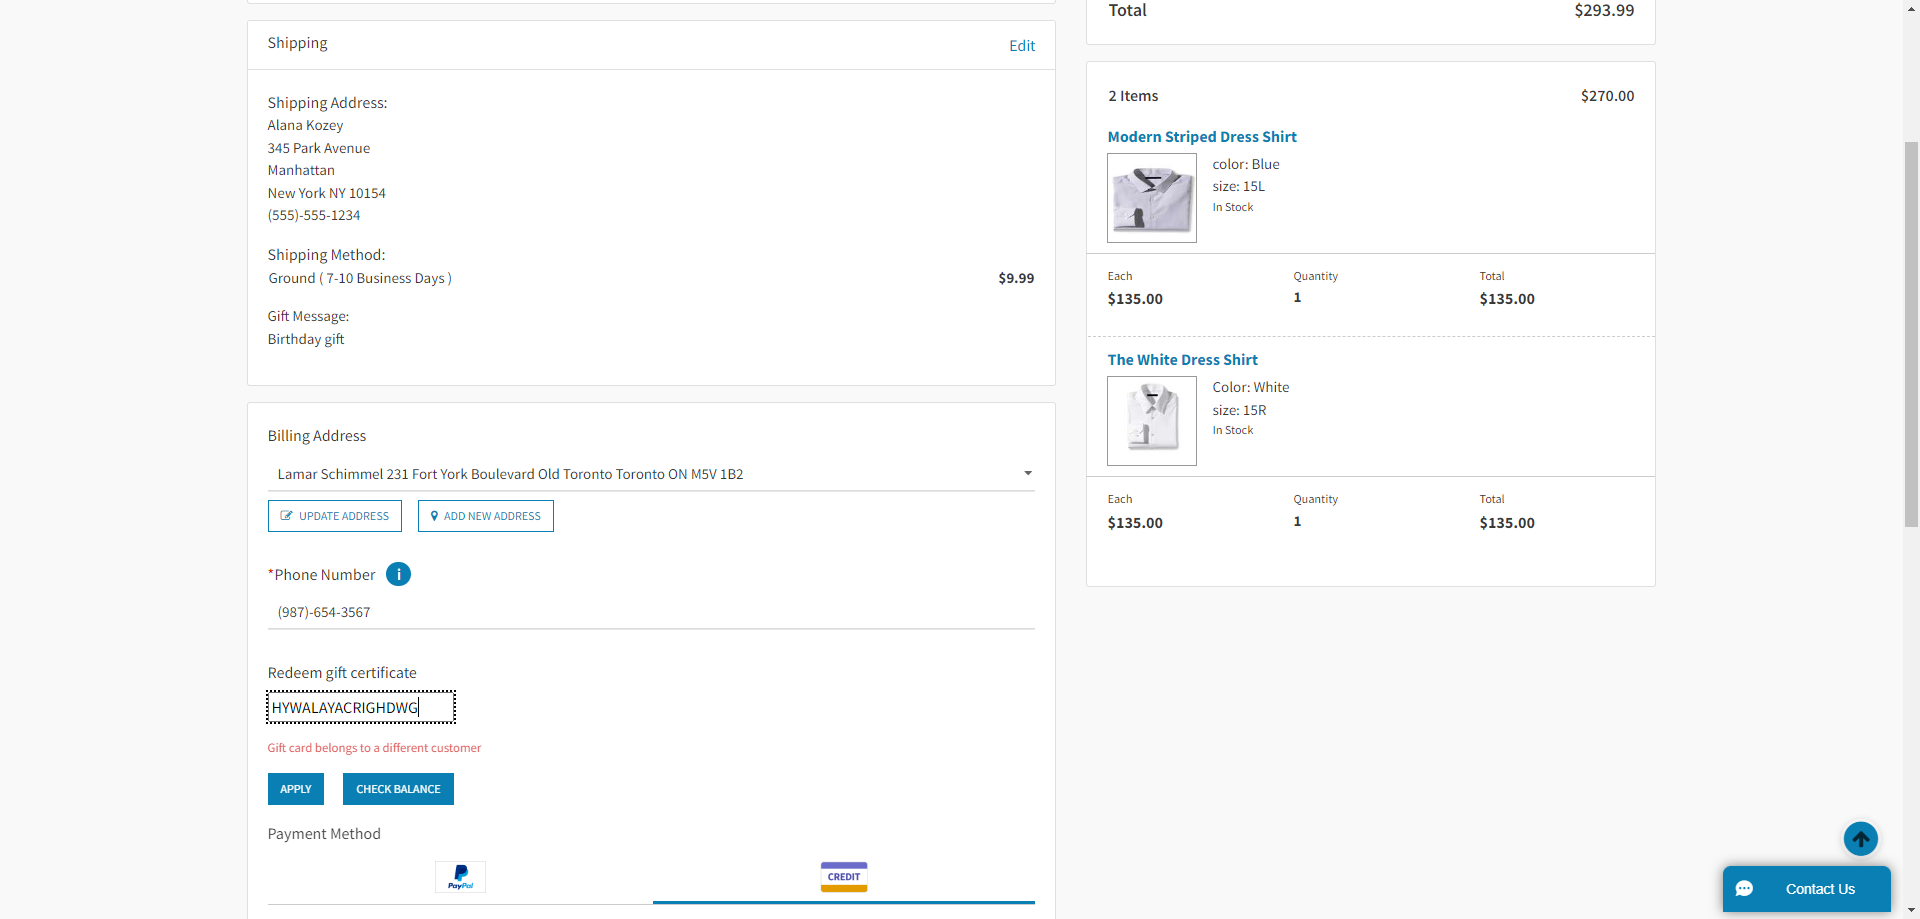 Shipping
Edit
Shipping Address:
Alana Kozey
345 Park Avenue
Manhattan
New York NY 10154
(555)-555-1234
Shipping Method:
Ground ( 7-10 Business Days )
$9.99
Gift Message:
Birthday gift
Billing Address
Lamar Schimmel 231 Fort York Boulevard Old Toronto Toronto ON M5V 1B2
UPDATE ADDRESS
ADD NEW ADDRESS
*Phone Number
i
(987)-654-3567
Redeem gift certificate
HYWALAYACRIGHDWG
Gift card belongs to a different customer
APPLY
CHECK BALANCE
Payment Method
PayPal
CREDIT
Total
$293.99
2 Items
$270.00
Modern Striped Dress Shirt
color: Blue
size: 15L
In Stock
Each
Quantity
Total
$135.00
1
$135.00
The White Dress Shirt
Color: White
size: 15R
In Stock
Each
Quantity
Total
$135.00
1
$135.00
Contact Us